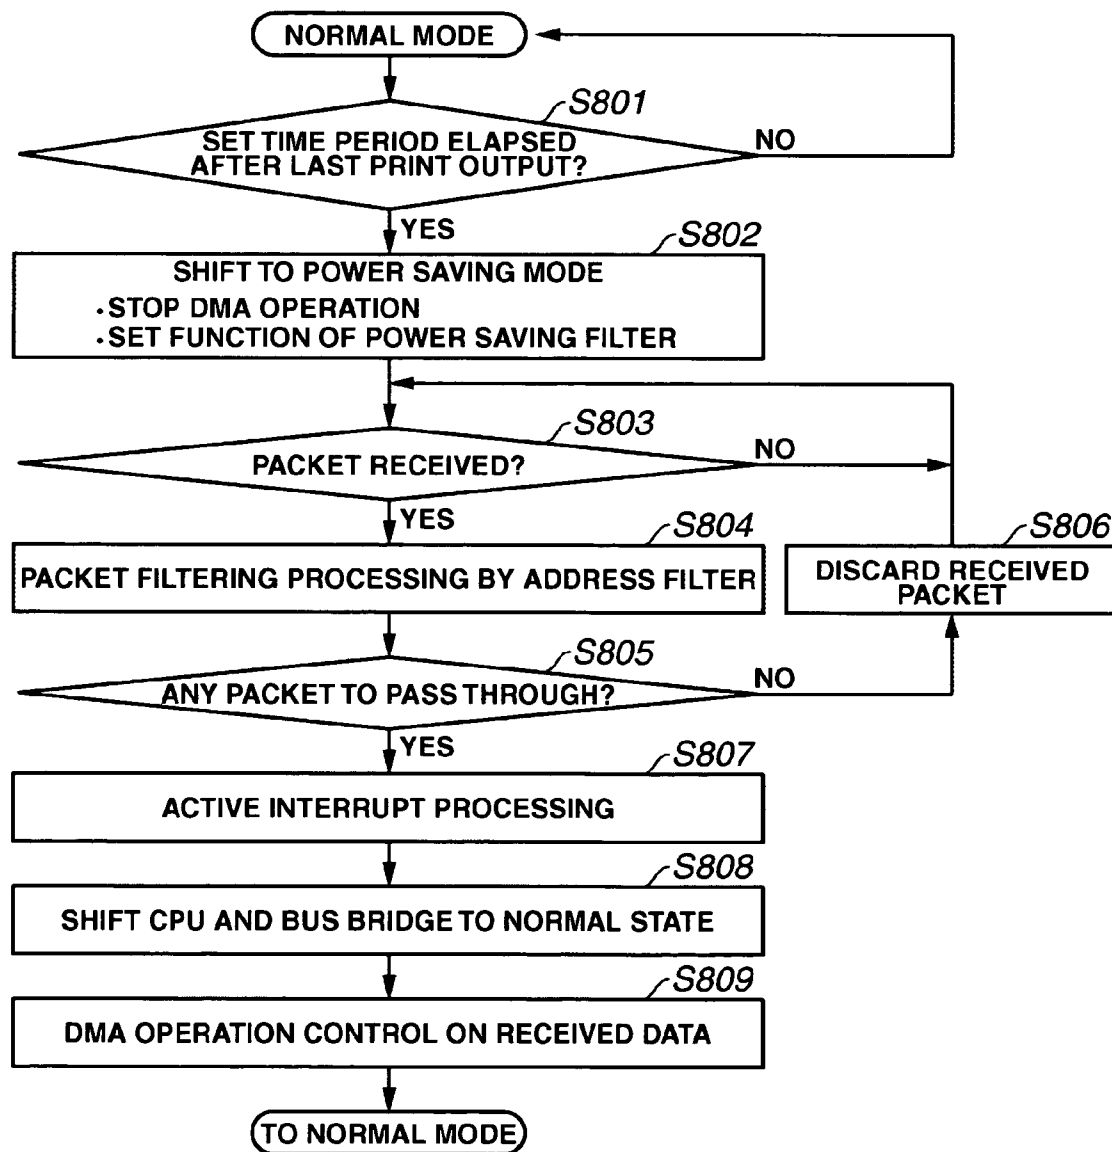 NORMAL MODE
S801
SET TIME PERIOD ELAPSED
AFTER LAST PRINT OUTPUT?
NO
YES
S802
SHIFT TO POWER SAVING MODE
·STOP DMA OPERATION
·SET FUNCTION OF POWER SAVING FILTER
S803
PACKET RECEIVED?
NO
YES
S804
PACKET FILTERING PROCESSING BY ADDRESS FILTER
S806
DISCARD RECEIVED
PACKET
S805
ANY PACKET TO PASS THROUGH?
NO
YES
S807
ACTIVE INTERRUPT PROCESSING
S808
SHIFT CPU AND BUS BRIDGE TO NORMAL STATE
S809
DMA OPERATION CONTROL ON RECEIVED DATA
TO NORMAL MODE